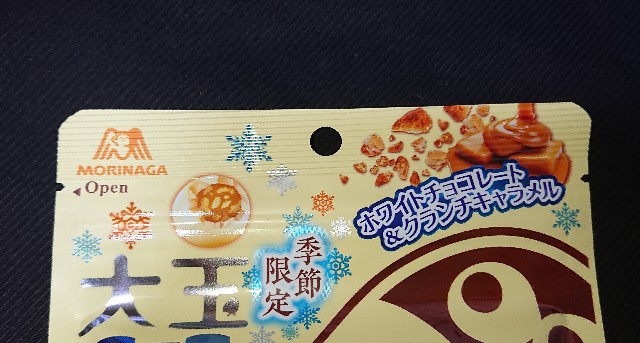 MORINAGA
Open
ホワイトチョコレート
&クランチキャラメル
季節
限定
大玉